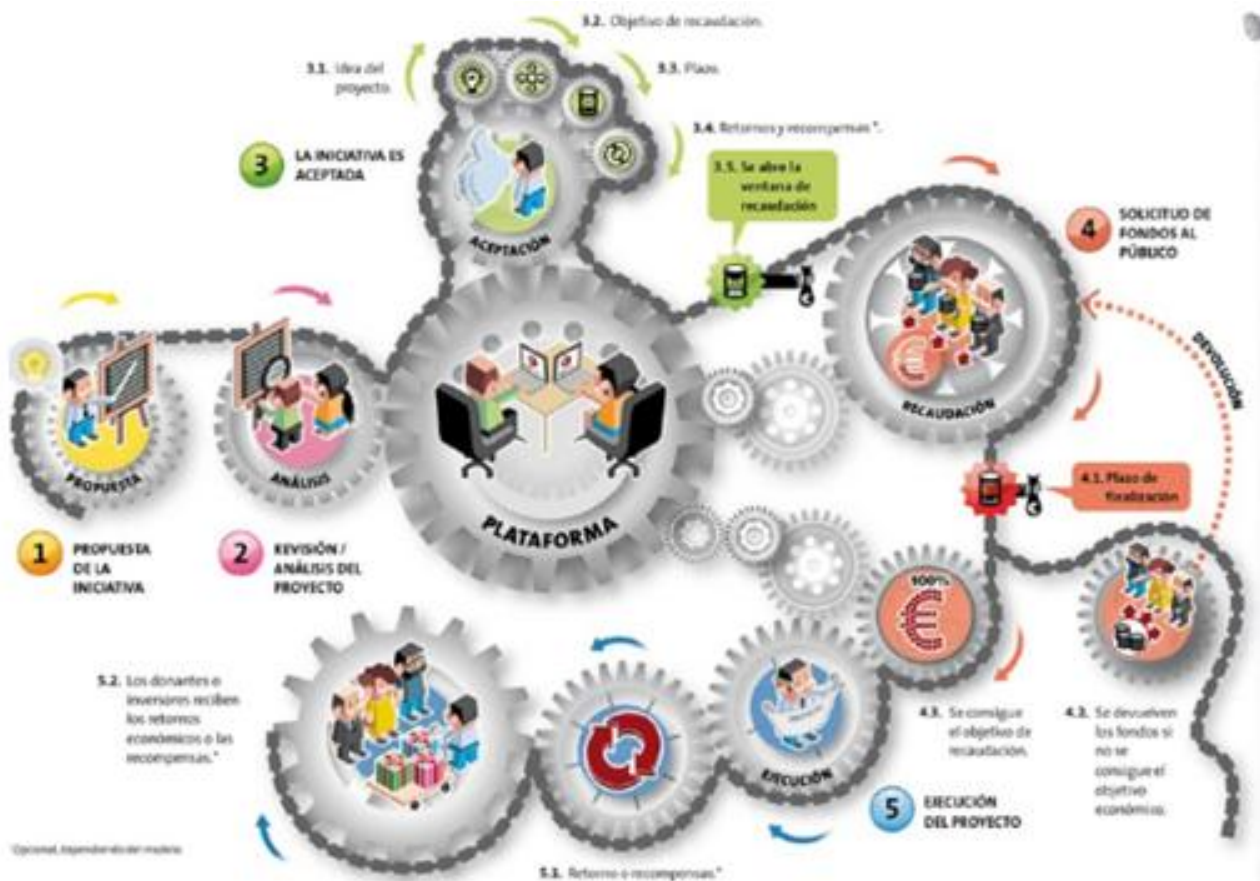 3.2. Objetivo de recaudación.
3.1. Idea del
proyecto.
3.3. Plazo.
3.4. Retornos y recompensas*.
3
LA INICIATIVA ES
ACEPTADA
3.5. Se abre la
ventana de
recaudación
ACEPTACIÓN
4
SOLICITUD DE
FONDOS AL
PÚBLICO
PROPUESTA
ANÁLISIS
PLATAFORMA
RECAUDACIÓN
DEVOLUCIÓN
4.1. Plazo de
finalización
1
PROPUESTA
DE LA
INICIATIVA
2
REVISIÓN /
ANÁLISIS DEL
PROYECTO
100%
€
5.2. Los donantes o
inversores reciben
los retornos
económicos o las
recompensas.*
EJECUCIÓN
4.3. Se consigue
el objetivo de
recaudación.
4.2. Se devuelven
los fondos si
no se
consigue el
objetivo
económico.
5
EJECUCIÓN
DEL PROYECTO
*Opcional, dependiendo del modelo.
5.1. Retorno o recompensas.*